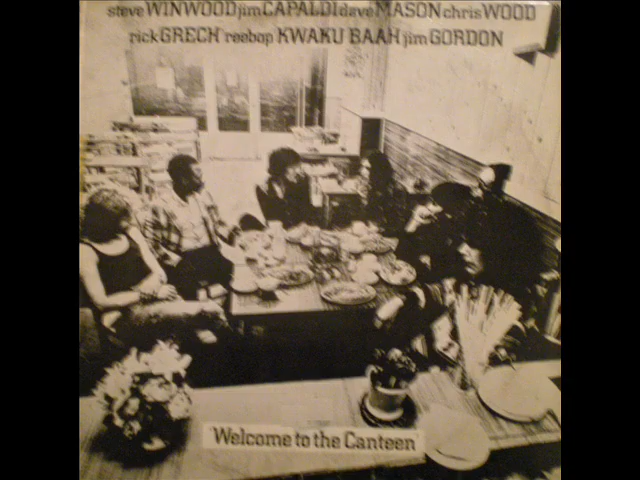 steve WINWOOD jim CAPALDI dave MASON chris WOOD
rick GRECH reebop KWAKU BAAH jim GORDON
'Welcome to the Canteen'